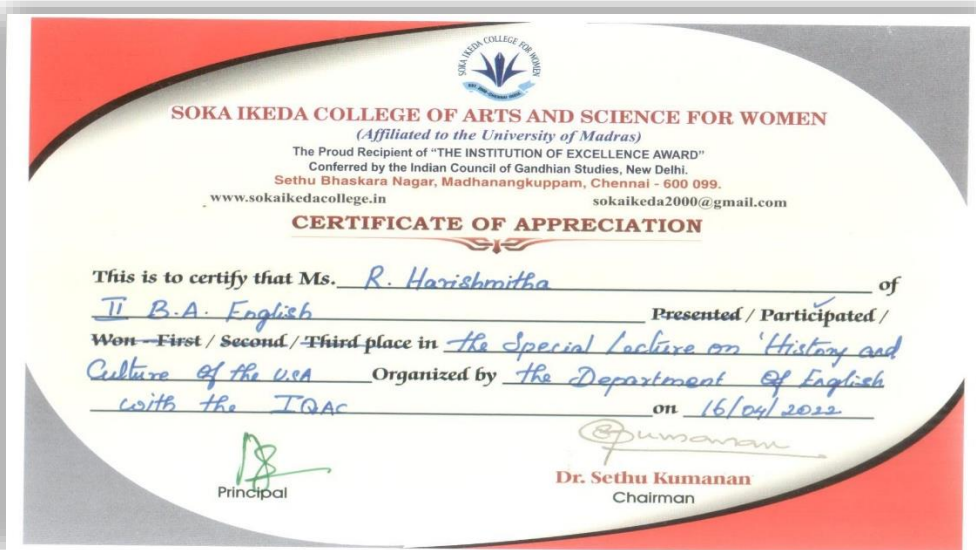 SOKA IKEDA COLLEGE FOR WOMEN
SOKA IKEDA COLLEGE OF ARTS AND SCIENCE FOR WOMEN
(Affiliated to the University of Madras)
The Proud Recipient of "THE INSTITUTION OF EXCELLENCE AWARD"
Conferred by the Indian Council of Gandhian Studies, New Delhi.
Sethu Bhaskara Nagar, Madhanangkuppam, Chennai - 600 099.
www.sokaikedacollege.in sokaikeda2000@gmail.com
CERTIFICATE OF APPRECIATION
This is to certify that Ms. R. Harishmitha of
II B.A. English Presented / Participated /
Won - First / Second / Third place in the Special Lecture on 'History and
Culture of the USA Organized by the Department of English
with the IQAC on 16/04/2022
Principal
Dr. Sethu Kumanan
Chairman